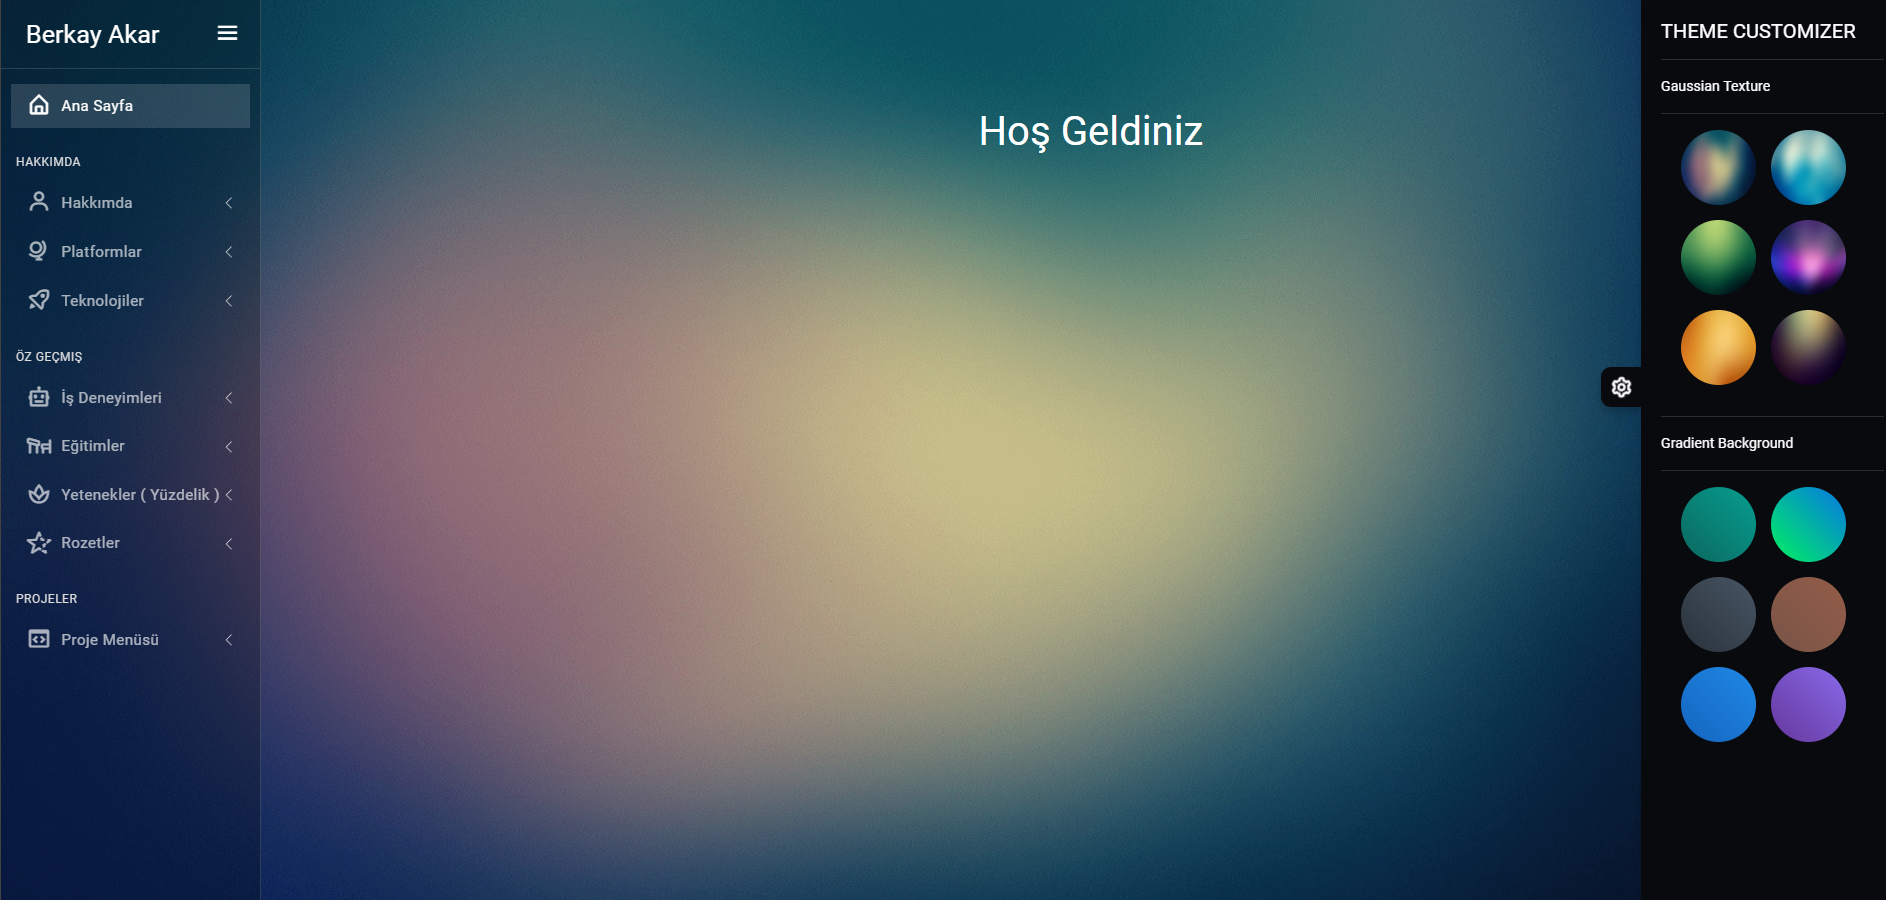 Berkay Akar
Ana Sayfa
HAKKIMDA
Hakkımda
Platformlar
Teknolojiler
ÖZ GEÇMIŞ
İş Deneyimleri
Eğitimler
Yetenekler ( Yüzdelik )
Rozetler
PROJELER
Proje Menüsü
Hoş Geldiniz
THEME CUSTOMIZER
Gaussian Texture
Gradient Background